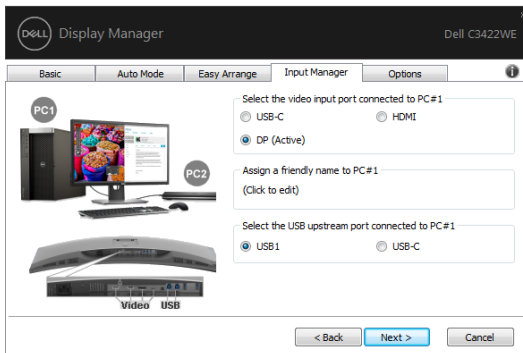 DELL Display Manager
Dell C3422WE
Basic Auto Mode Easy Arrange Input Manager Options
PC1
PC2
Video USB
Select the video input port connected to PC#1
USB-C HDMI
DP (Active)
Assign a friendly name to PC#1
(Click to edit)
Select the USB upstream port connected to PC#1
USB1 USB-C
< Back Next > Cancel